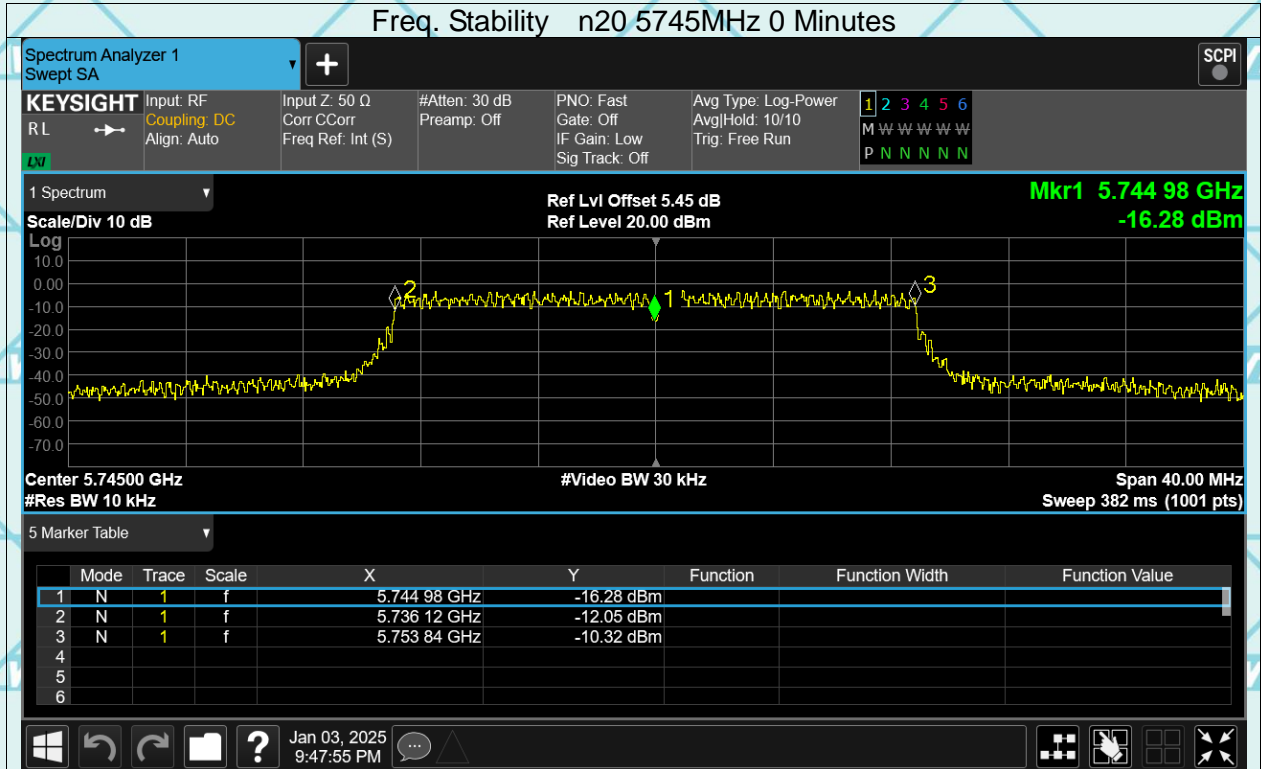 Freq. Stability n20 5745MHz 0 Minutes
Spectrum Analyzer 1
Swept SA
+
SCPI
KEYSIGHT
RL
LXI
Input: RF
Coupling: DC
Align: Auto
Input Z: 50 Ω
Corr CCorr
Freq Ref: Int (S)
#Atten: 30 dB
Preamp: Off
PNO: Fast
Gate: Off
IF Gain: Low
Sig Track: Off
Avg Type: Log-Power
Avg|Hold: 10/10
Trig: Free Run
1 2 3 4 5 6
M W W W W W
P N N N N N
1 Spectrum
Scale/Div 10 dB
Ref Lvl Offset 5.45 dB
Ref Level 20.00 dBm
Mkr1 5.744 98 GHz
-16.28 dBm
Log
10.0
0.00
-10.0
-20.0
-30.0
-40.0
-50.0
-60.0
-70.0
2
1
3
Center 5.74500 GHz
#Res BW 10 kHz
#Video BW 30 kHz
Span 40.00 MHz
Sweep 382 ms (1001 pts)
5 Marker Table
Mode Trace Scale X Y Function Function Width Function Value
1 N 1 f 5.744 98 GHz -16.28 dBm
2 N 1 f 5.736 12 GHz -12.05 dBm
3 N 1 f 5.753 84 GHz -10.32 dBm
4
5
6
?
Jan 03, 2025
9:47:55 PM